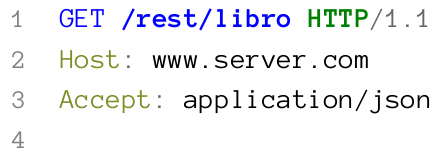 1 GET /rest/libro HTTP/1.1
2 Host: www.server.com
3 Accept: application/json
4